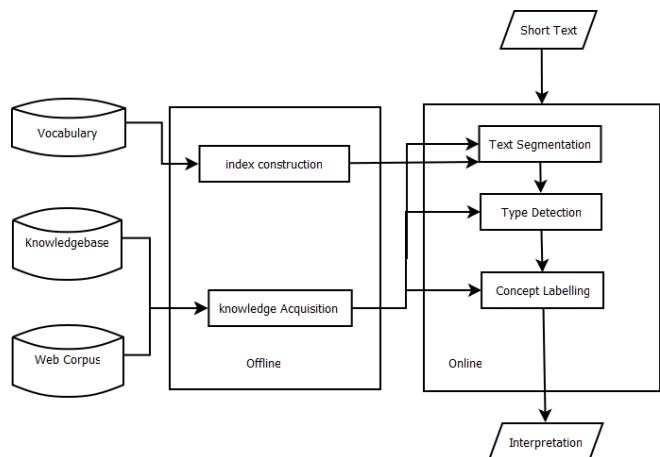 Short Text
Vocabulary
index construction
Text Segmentation
Type Detection
Knowledgebase
knowledge Acquisition
Concept Labelling
Web Corpus
Offline
Online
Interpretation